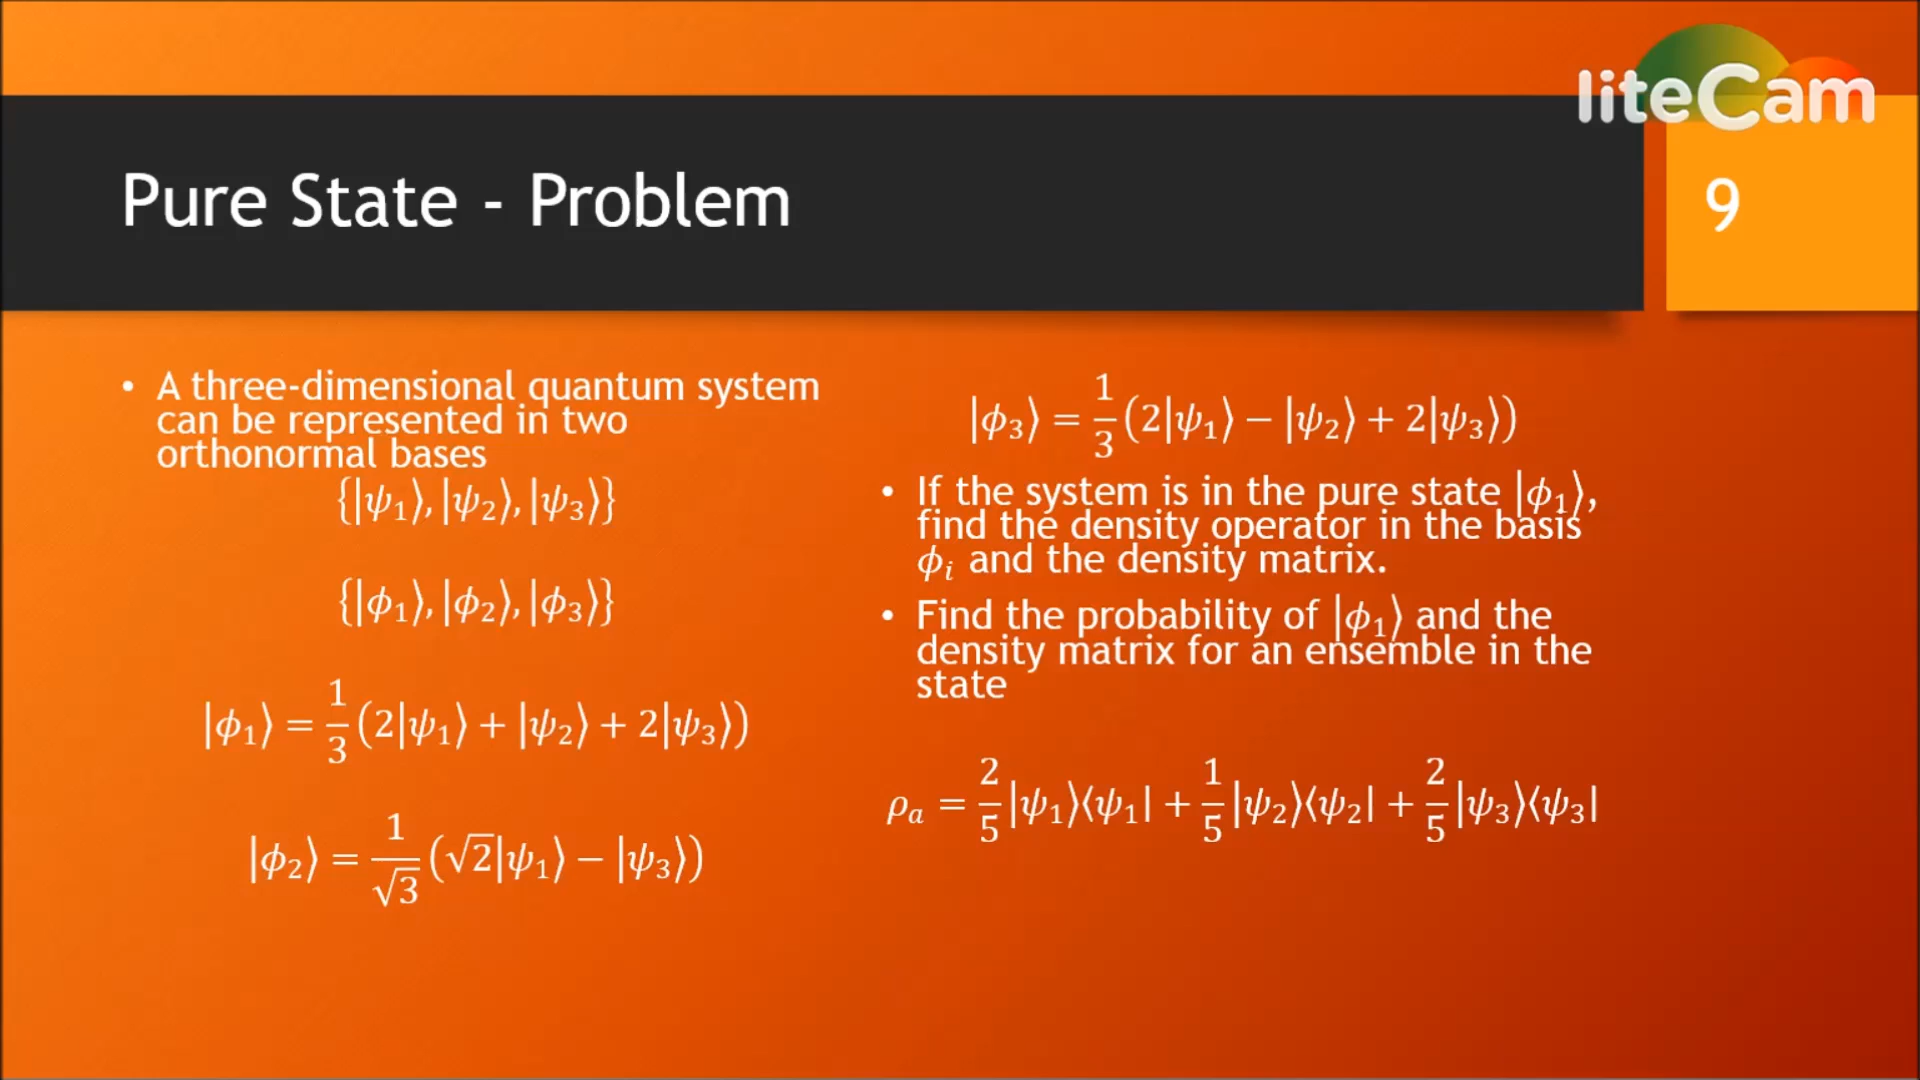 liteCam
Pure State - Problem
9
• A three-dimensional quantum system
can be represented in two
orthonormal bases
{|ψ₁⟩, |ψ₂⟩, |ψ₃⟩}
{|ϕ₁⟩, |ϕ₂⟩, |ϕ₃⟩}
|ϕ₁⟩ = 1/3 (2|ψ₁⟩ + |ψ₂⟩ + 2|ψ₃⟩)
|ϕ₂⟩ = 1/√3 (√2|ψ₁⟩ − |ψ₃⟩)
|ϕ₃⟩ = 1/3 (2|ψ₁⟩ − |ψ₂⟩ + 2|ψ₃⟩)
• If the system is in the pure state |ϕ₁⟩,
find the density operator in the basis
ϕᵢ and the density matrix.
• Find the probability of |ϕ₁⟩ and the
density matrix for an ensemble in the
state
ρₐ = 2/5 |ψ₁⟩⟨ψ₁| + 1/5 |ψ₂⟩⟨ψ₂| + 2/5 |ψ₃⟩⟨ψ₃|